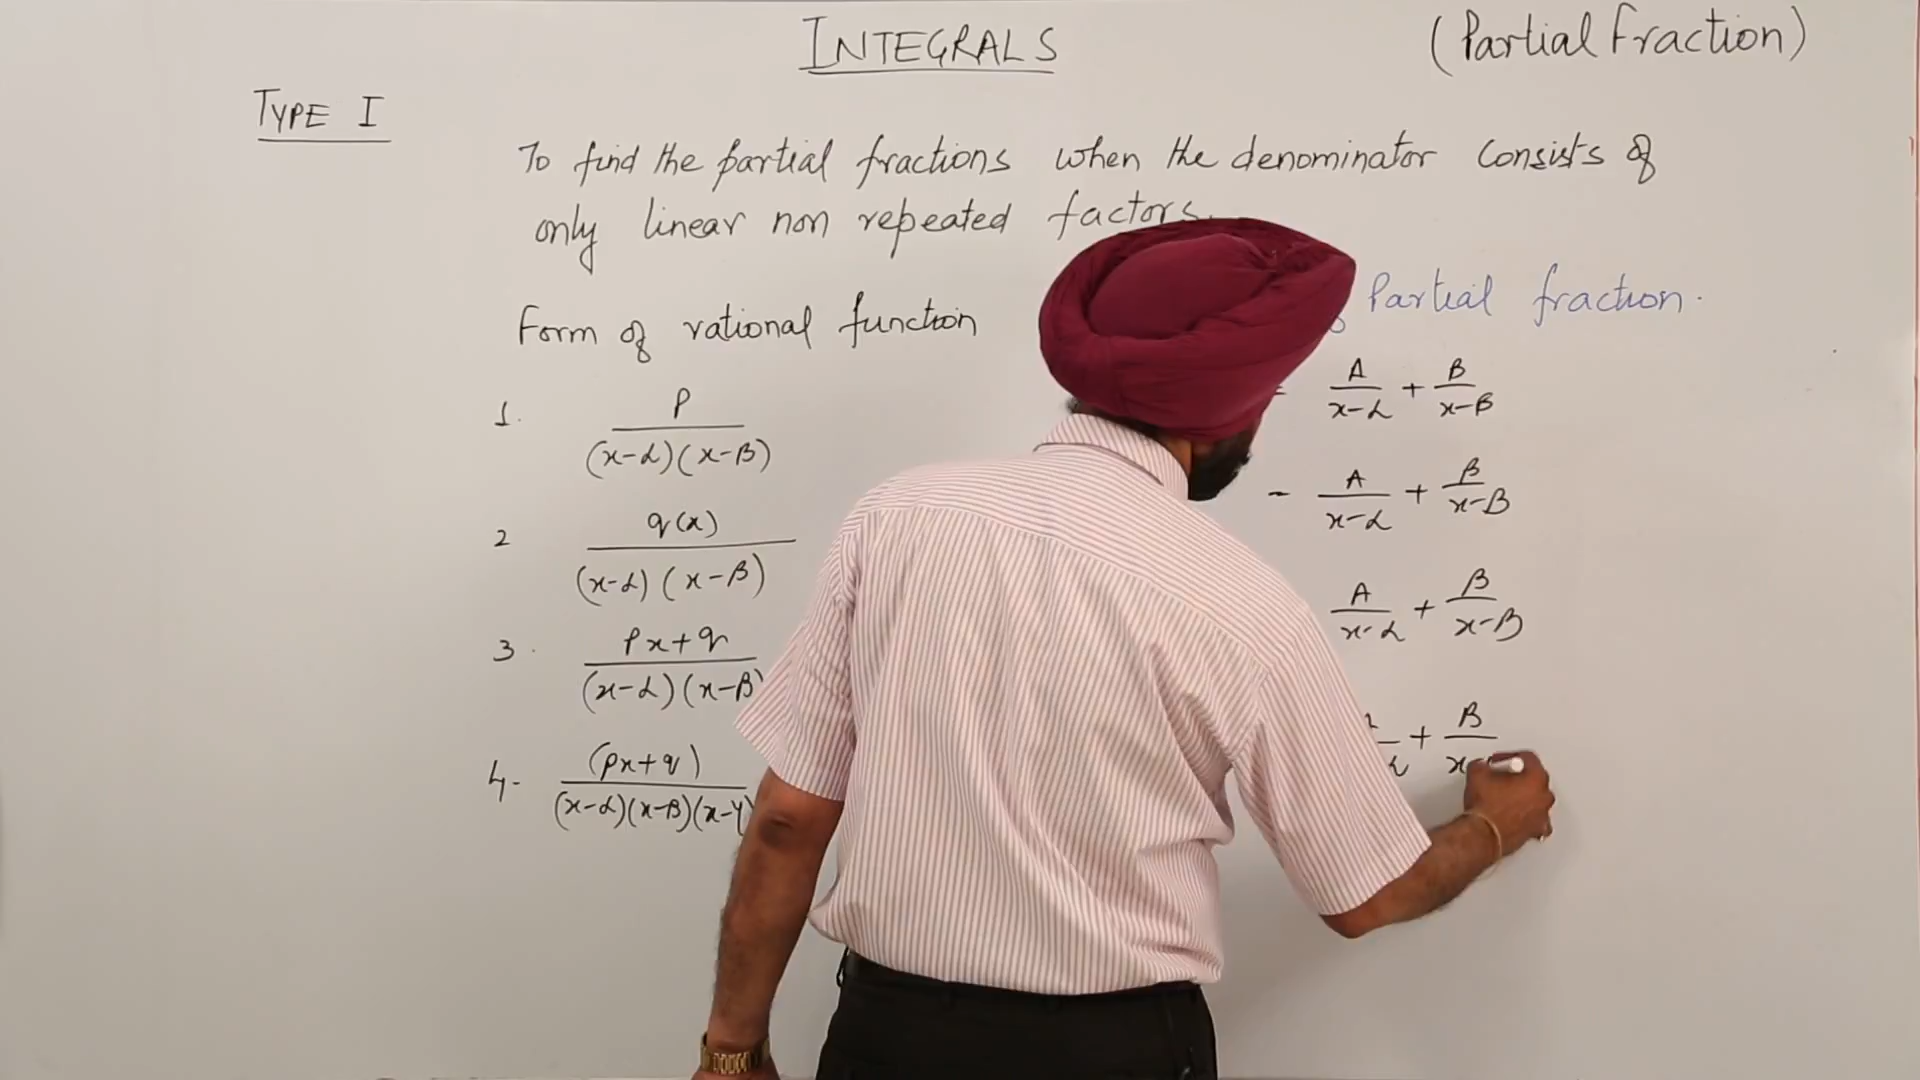 INTEGRALS
(Partial Fraction)
TYPE I
To find the partial fractions when the denominator consists of
only linear non repeated factors.
Form of rational function
Partial fraction.
1. P/((x-α)(x-β)) = A/(x-α) + B/(x-β)
2 q(x)/((x-α)(x-β)) - A/(x-α) + B/(x-β)
3. Px+q/((x-α)(x-β)) A/(x-α) + B/(x-β)
4- (px+q)/((x-α)(x-β)(x-γ)) + B/x-